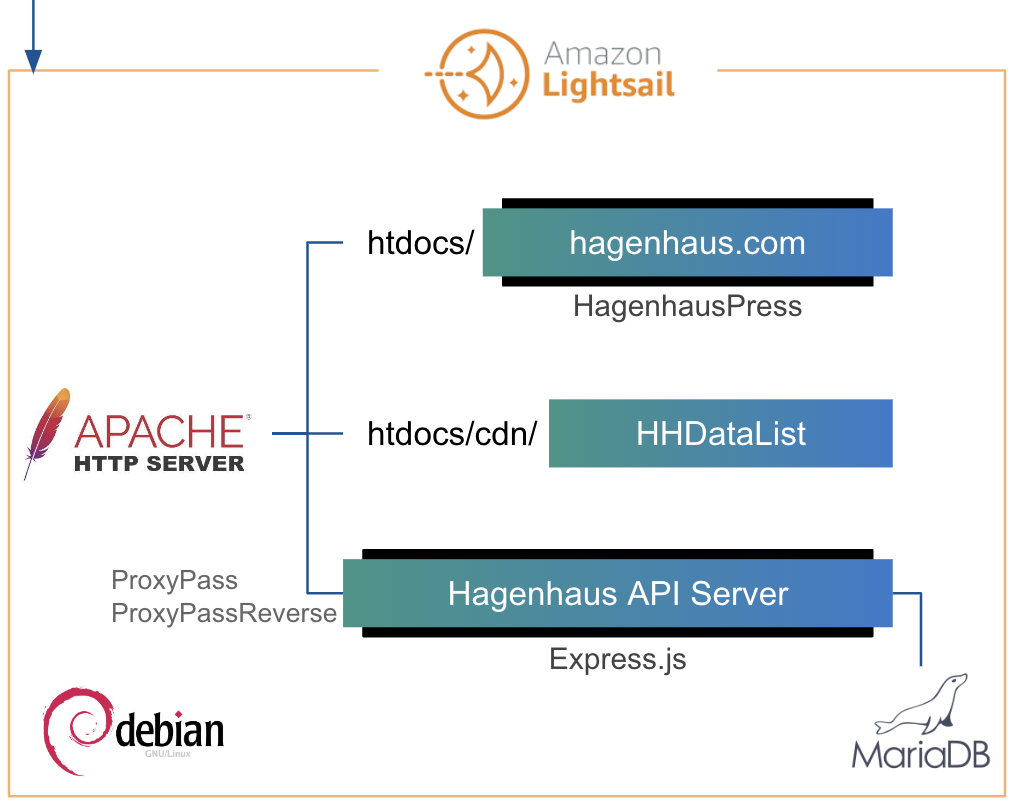 Amazon
Lightsail
htdocs/
hagenhaus.com
HagenhausPress
APACHE®
HTTP SERVER
htdocs/cdn/
HHDataList
ProxyPass
ProxyPassReverse
Hagenhaus API Server
Express.js
debian
GNU/Linux
MariaDB